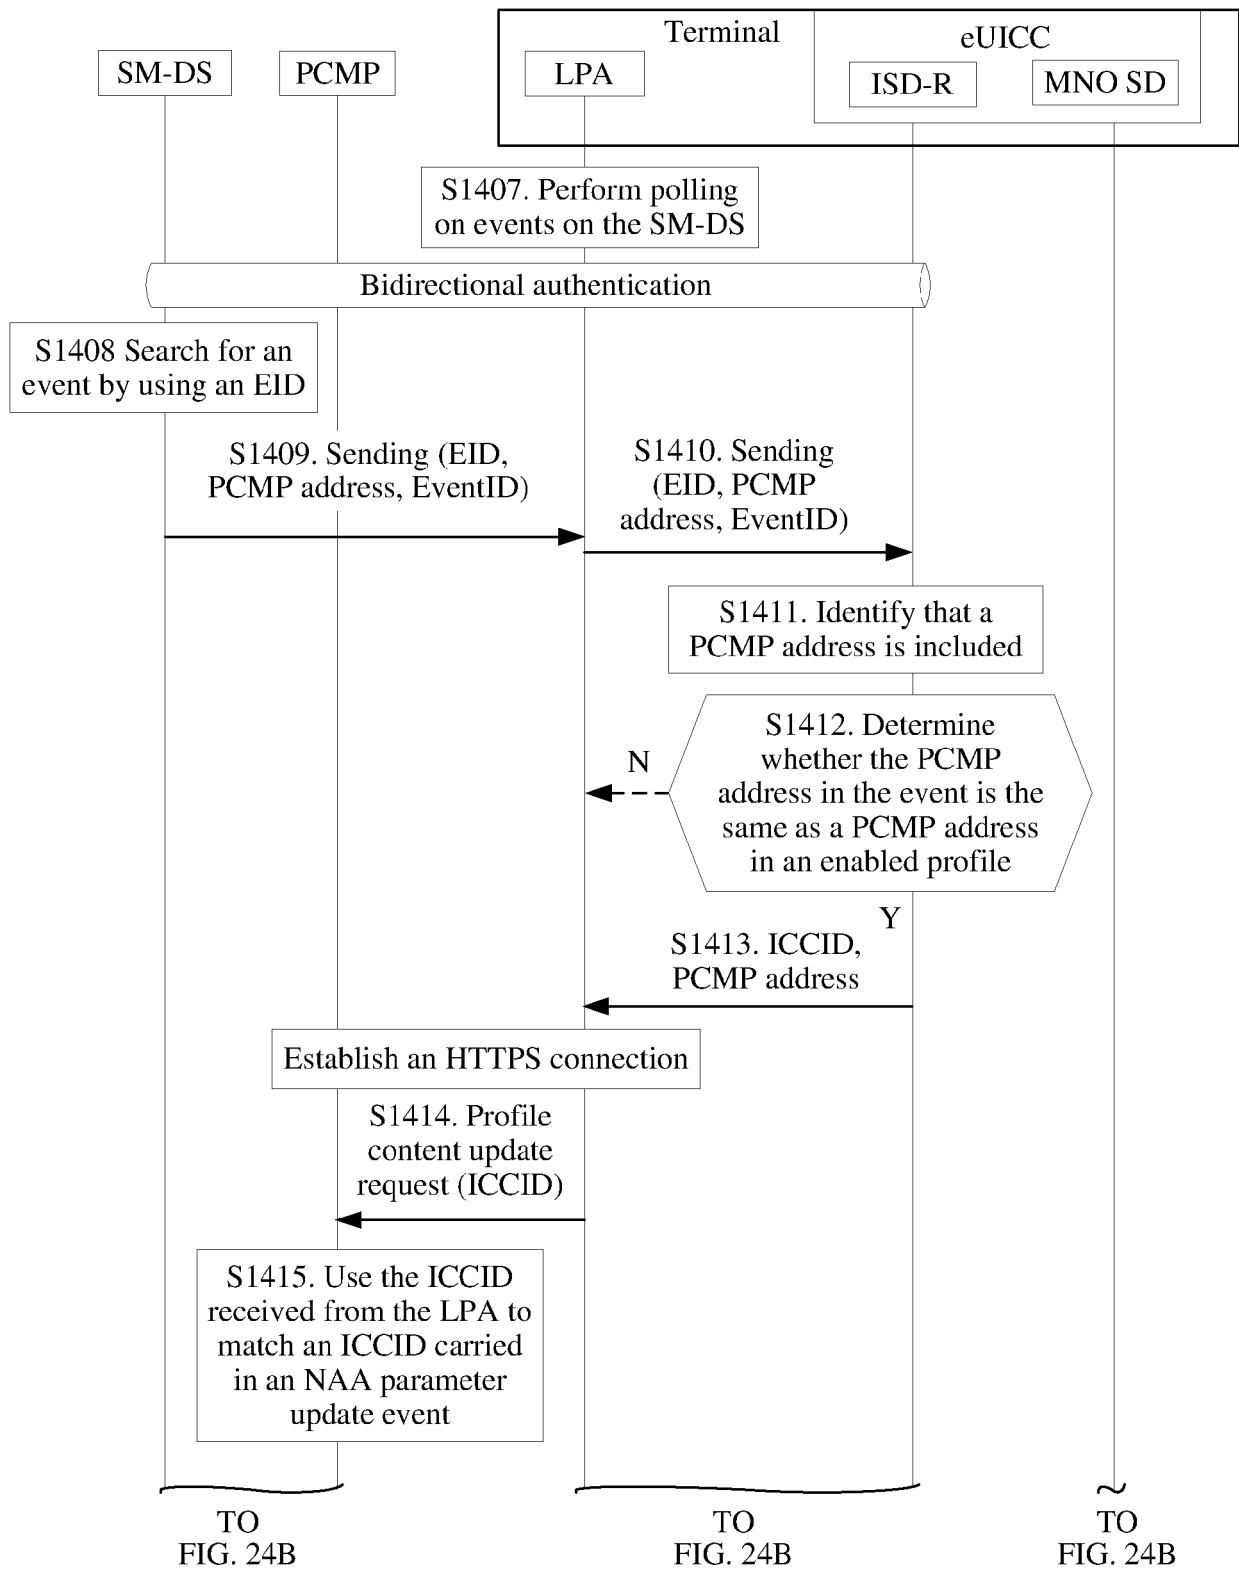 Terminal
eUICC
SM-DS
PCMP
LPA
ISD-R
MNO SD
S1407. Perform polling
on events on the SM-DS
Bidirectional authentication
S1408 Search for an
event by using an EID
S1409. Sending (EID,
PCMP address, EventID)
S1410. Sending
(EID, PCMP
address, EventID)
S1411. Identify that a
PCMP address is included
S1412. Determine
whether the PCMP
address in the event is the
same as a PCMP address
in an enabled profile
N
Y
S1413. ICCID,
PCMP address
Establish an HTTPS connection
S1414. Profile
content update
request (ICCID)
S1415. Use the ICCID
received from the LPA to
match an ICCID carried
in an NAA parameter
update event
TO
FIG. 24B
TO
FIG. 24B
TO
FIG. 24B